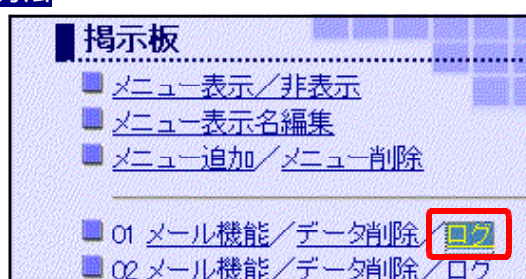 掲示板
メニュー表示／非表示
メニュー表示名編集
メニュー追加／メニュー削除
01 メール機能／データ削除／ログ
02 メール機能／データ削除／ログ